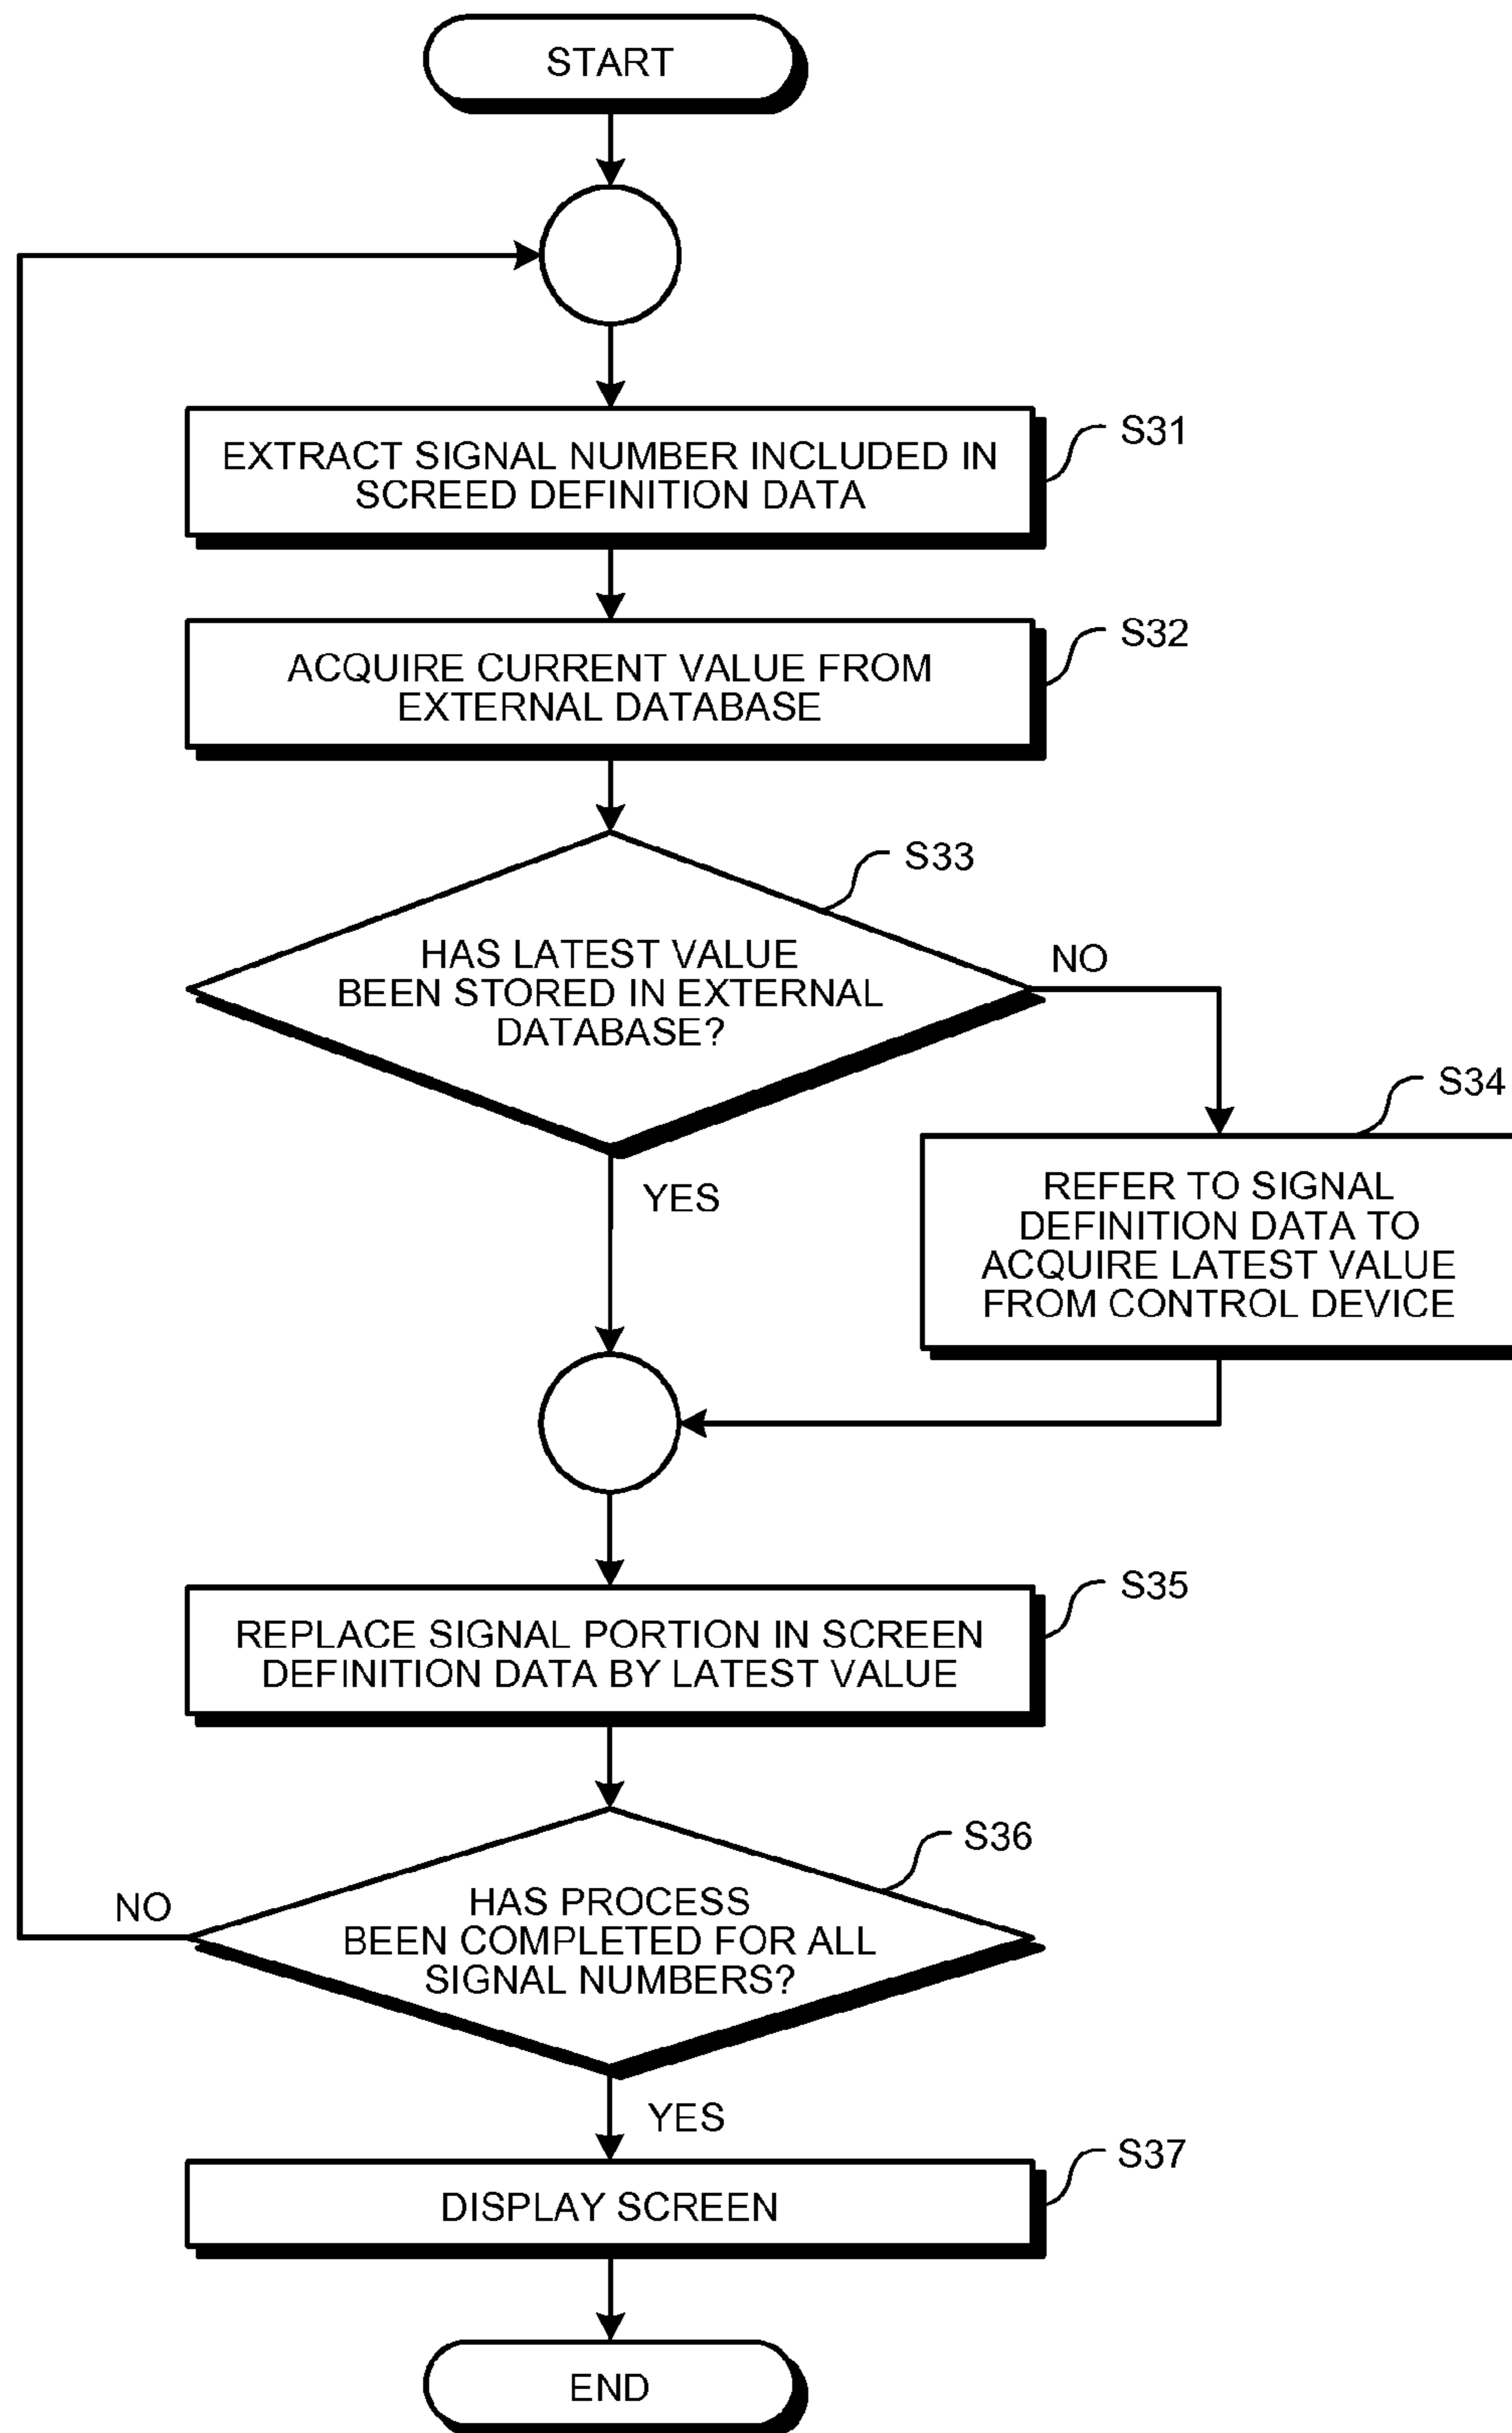 START
EXTRACT SIGNAL NUMBER INCLUDED IN
SCREED DEFINITION DATA
S31
ACQUIRE CURRENT VALUE FROM
EXTERNAL DATABASE
S32
HAS LATEST VALUE
BEEN STORED IN EXTERNAL
DATABASE?
S33
NO
YES
REFER TO SIGNAL
DEFINITION DATA TO
ACQUIRE LATEST VALUE
FROM CONTROL DEVICE
S34
REPLACE SIGNAL PORTION IN SCREEN
DEFINITION DATA BY LATEST VALUE
S35
HAS PROCESS
BEEN COMPLETED FOR ALL
SIGNAL NUMBERS?
S36
NO
YES
DISPLAY SCREEN
S37
END